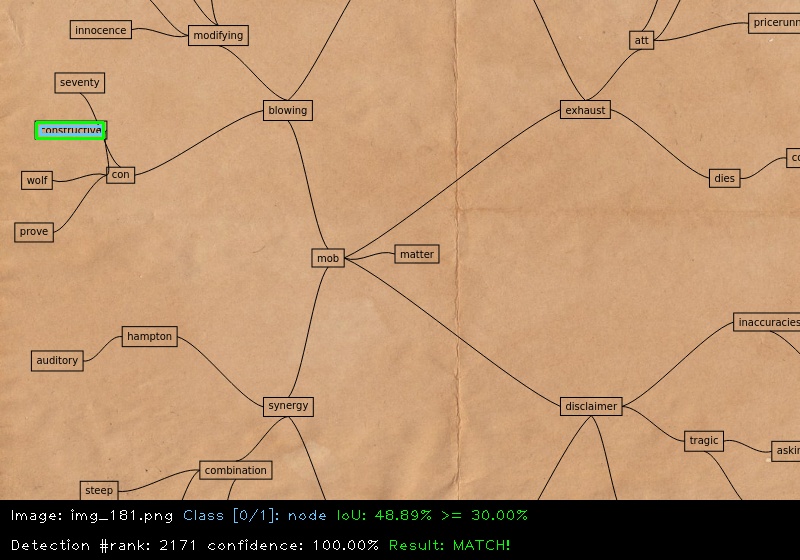 innocence
modifying
att
pricerunn
seventy
blowing
exhaust
constructive
con
wolf
dies
co
prove
mob
matter
inaccuracies
hampton
auditory
synergy
disclaimer
tragic
askin
combination
steep
Image: img_181.png Class [0/1]: node IoU: 48.89% >= 30.00%
Detection #rank: 2171 confidence: 100.00% Result: MATCH!